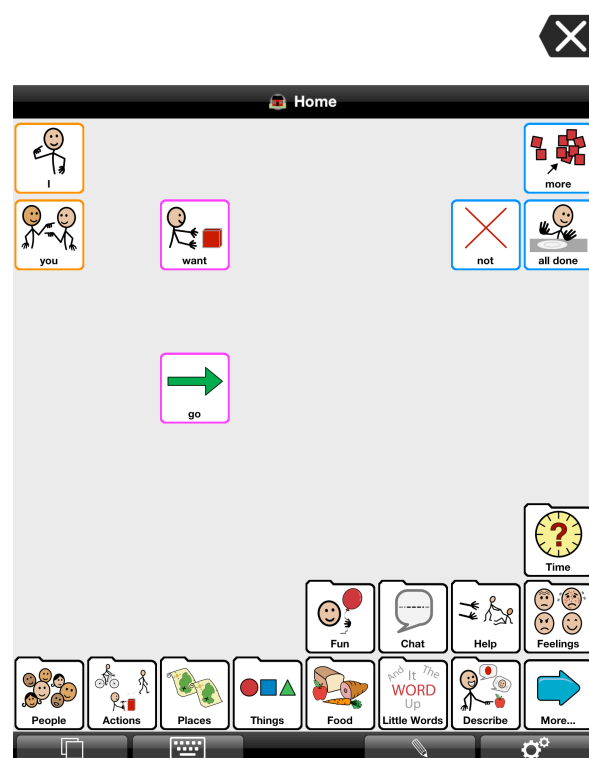 Home
I
more
you
want
not
all done
go
?
Time
Fun
Chat
Help
Feelings
And It The
WORD
Up
People
Actions
Places
Things
Food
Little Words
Describe
More...